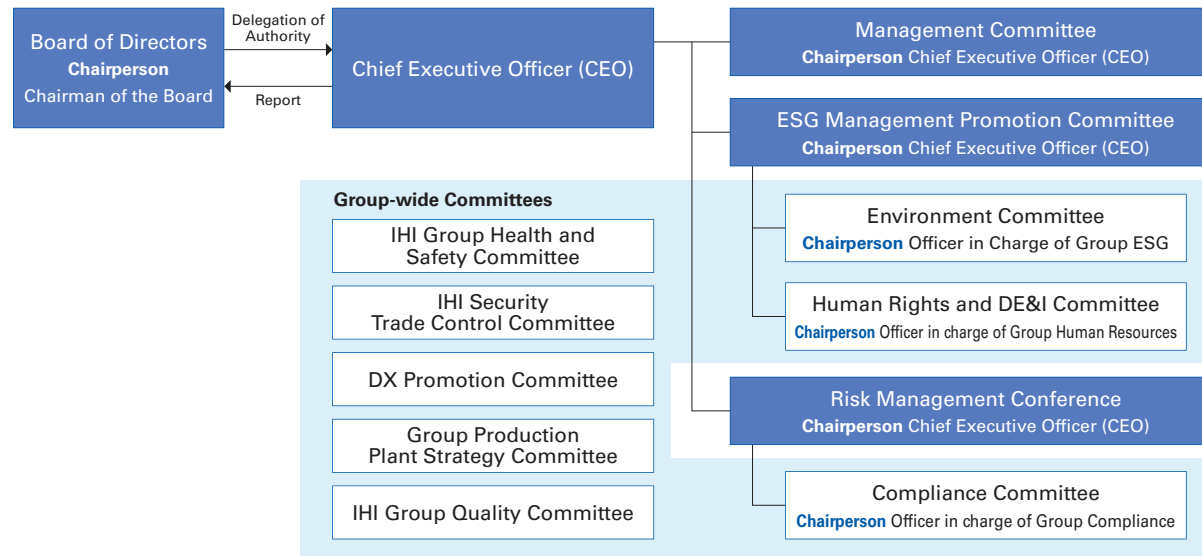 Board of Directors
Chairperson
Chairman of the Board
Delegation of
Authority
Report
Chief Executive Officer (CEO)
Management Committee
Chairperson Chief Executive Officer (CEO)
ESG Management Promotion Committee
Chairperson Chief Executive Officer (CEO)
Environment Committee
Chairperson Officer in Charge of Group ESG
Human Rights and DE&I Committee
Chairperson Officer in charge of Group Human Resources
Risk Management Conference
Chairperson Chief Executive Officer (CEO)
Compliance Committee
Chairperson Officer in charge of Group Compliance
Group-wide Committees
IHI Group Health and
Safety Committee
IHI Security
Trade Control Committee
DX Promotion Committee
Group Production
Plant Strategy Committee
IHI Group Quality Committee